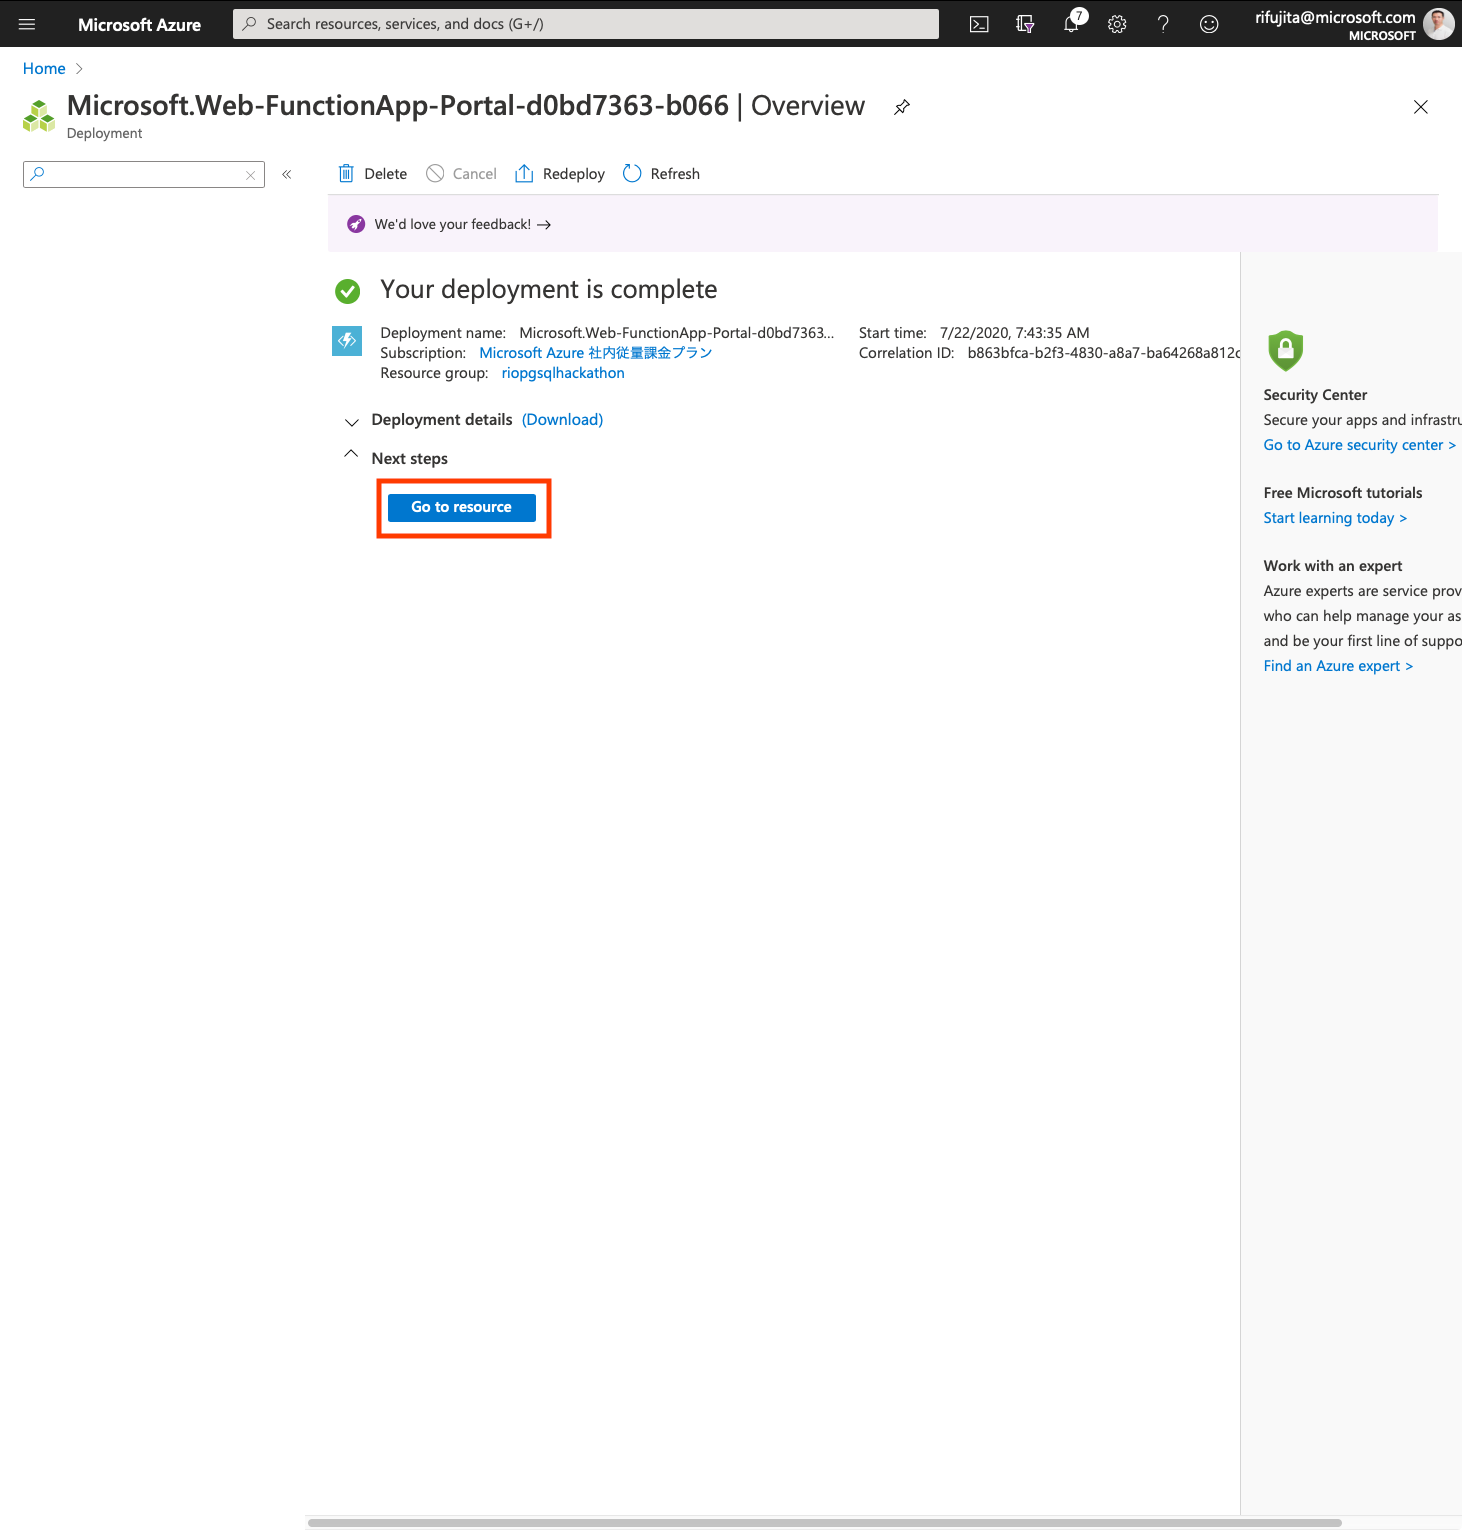 Microsoft Azure
Search resources, services, and docs (G+/)
7
rifujita@microsoft.com
MICROSOFT
Home
Microsoft.Web-FunctionApp-Portal-d0bd7363-b066 | Overview
Deployment
Delete
Cancel
Redeploy
Refresh
We'd love your feedback! →
Your deployment is complete
Deployment name: Microsoft.Web-FunctionApp-Portal-d0bd7363...
Subscription: Microsoft Azure 社内従量課金プラン
Resource group: riopgsqlhackathon
Start time: 7/22/2020, 7:43:35 AM
Correlation ID: b863bfca-b2f3-4830-a8a7-ba64268a812
Deployment details (Download)
Next steps
Go to resource
Security Center
Secure your apps and infrastru
Go to Azure security center >
Free Microsoft tutorials
Start learning today >
Work with an expert
Azure experts are service prov
who can help manage your as
and be your first line of suppo
Find an Azure expert >